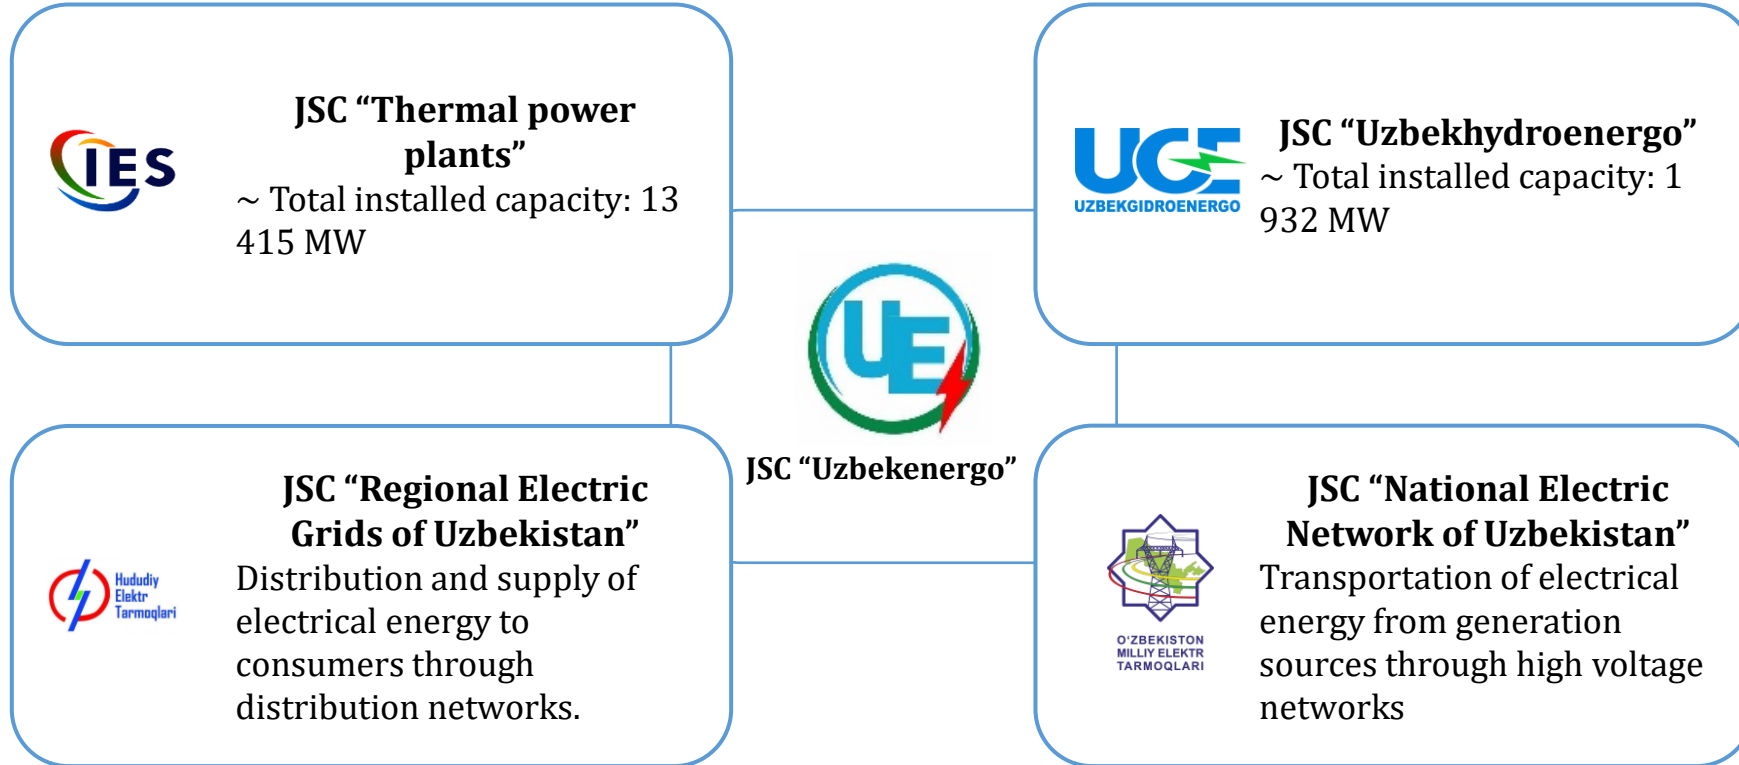 IES
JSC “Thermal power
plants”
~ Total installed capacity: 13
415 MW
UGE
UZBEKGIDROENERGO
JSC “Uzbekhydroenergo”
~ Total installed capacity: 1
932 MW
UE
JSC “Uzbekenergo”
Hududiy
Elektr
Tarmoqlari
JSC “Regional Electric
Grids of Uzbekistan”
Distribution and supply of
electrical energy to
consumers through
distribution networks.
O‘ZBEKISTON
MILLIY ELEKTR
TARMOQLARI
JSC “National Electric
Network of Uzbekistan”
Transportation of electrical
energy from generation
sources through high voltage
networks